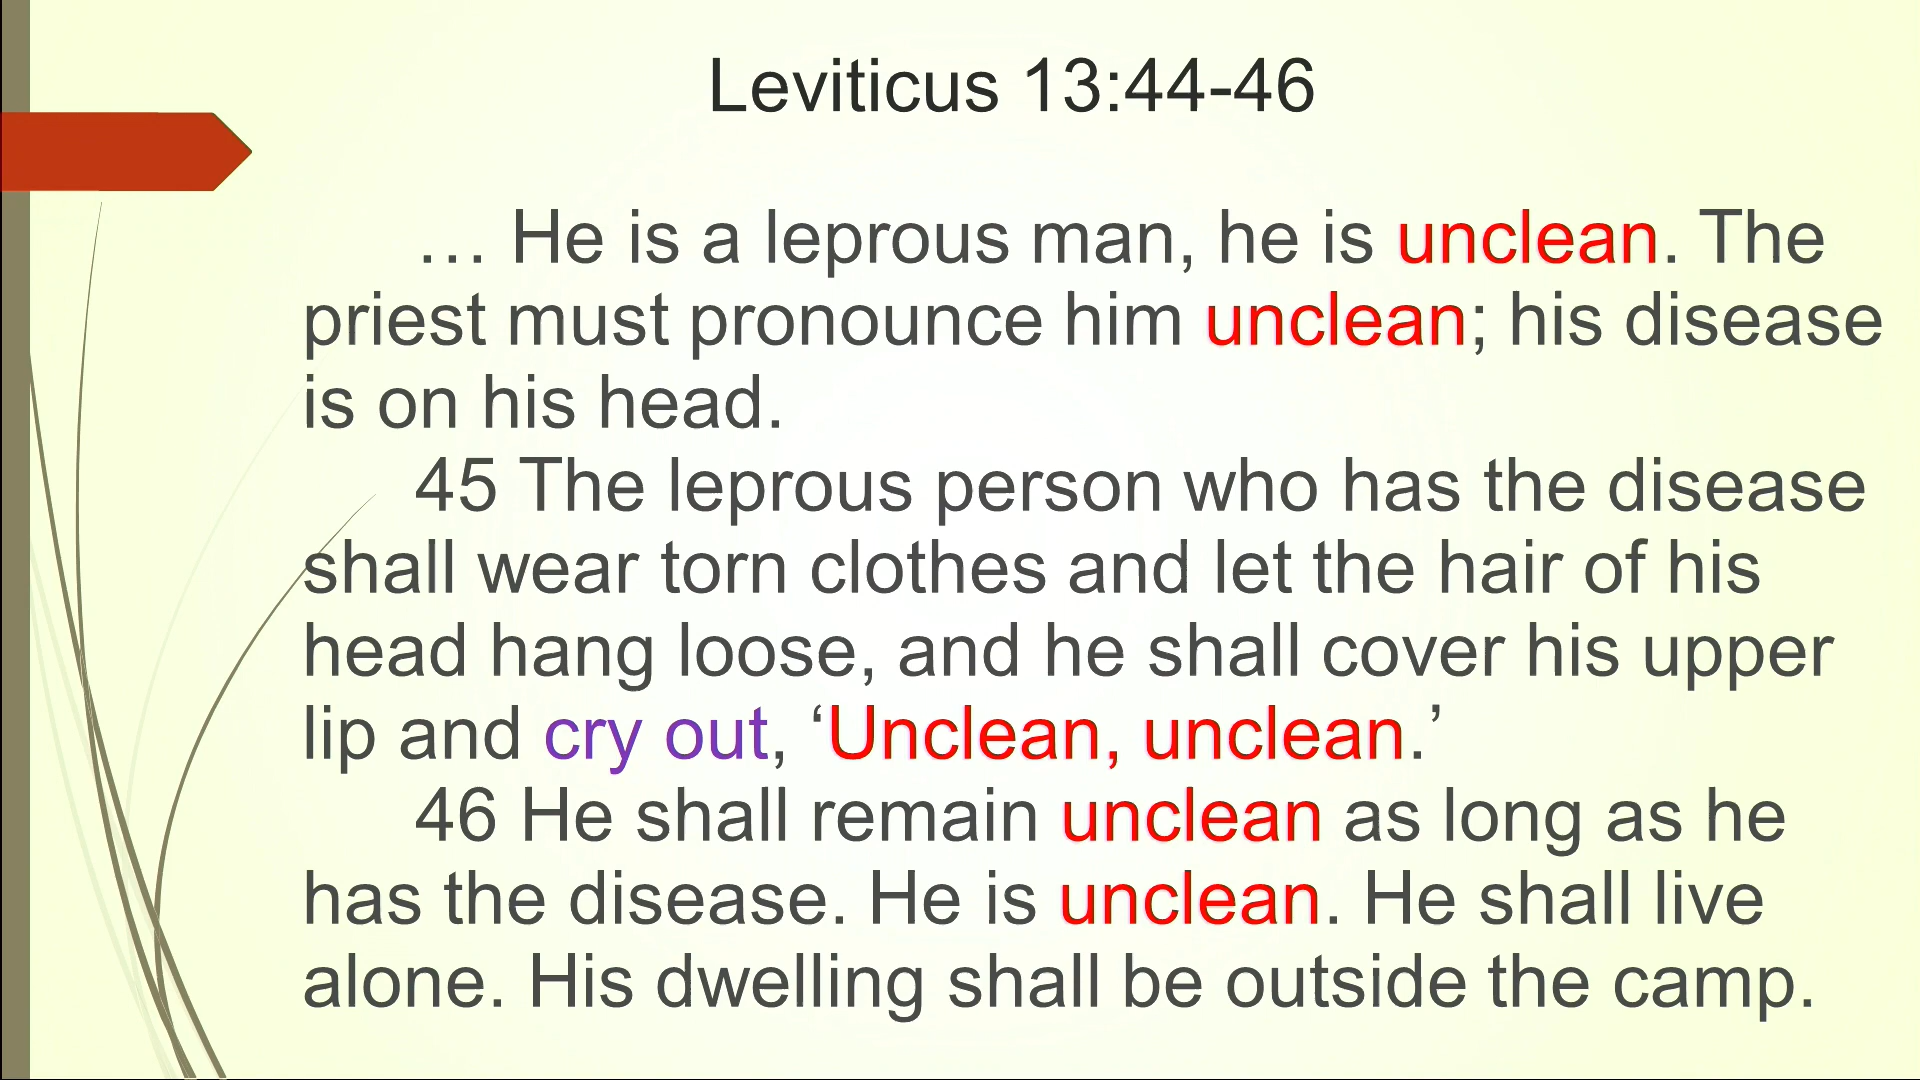 Leviticus 13:44-46
… He is a leprous man, he is unclean. The
priest must pronounce him unclean; his disease
is on his head.
45 The leprous person who has the disease
shall wear torn clothes and let the hair of his
head hang loose, and he shall cover his upper
lip and cry out, ‘Unclean, unclean.’
46 He shall remain unclean as long as he
has the disease. He is unclean. He shall live
alone. His dwelling shall be outside the camp.